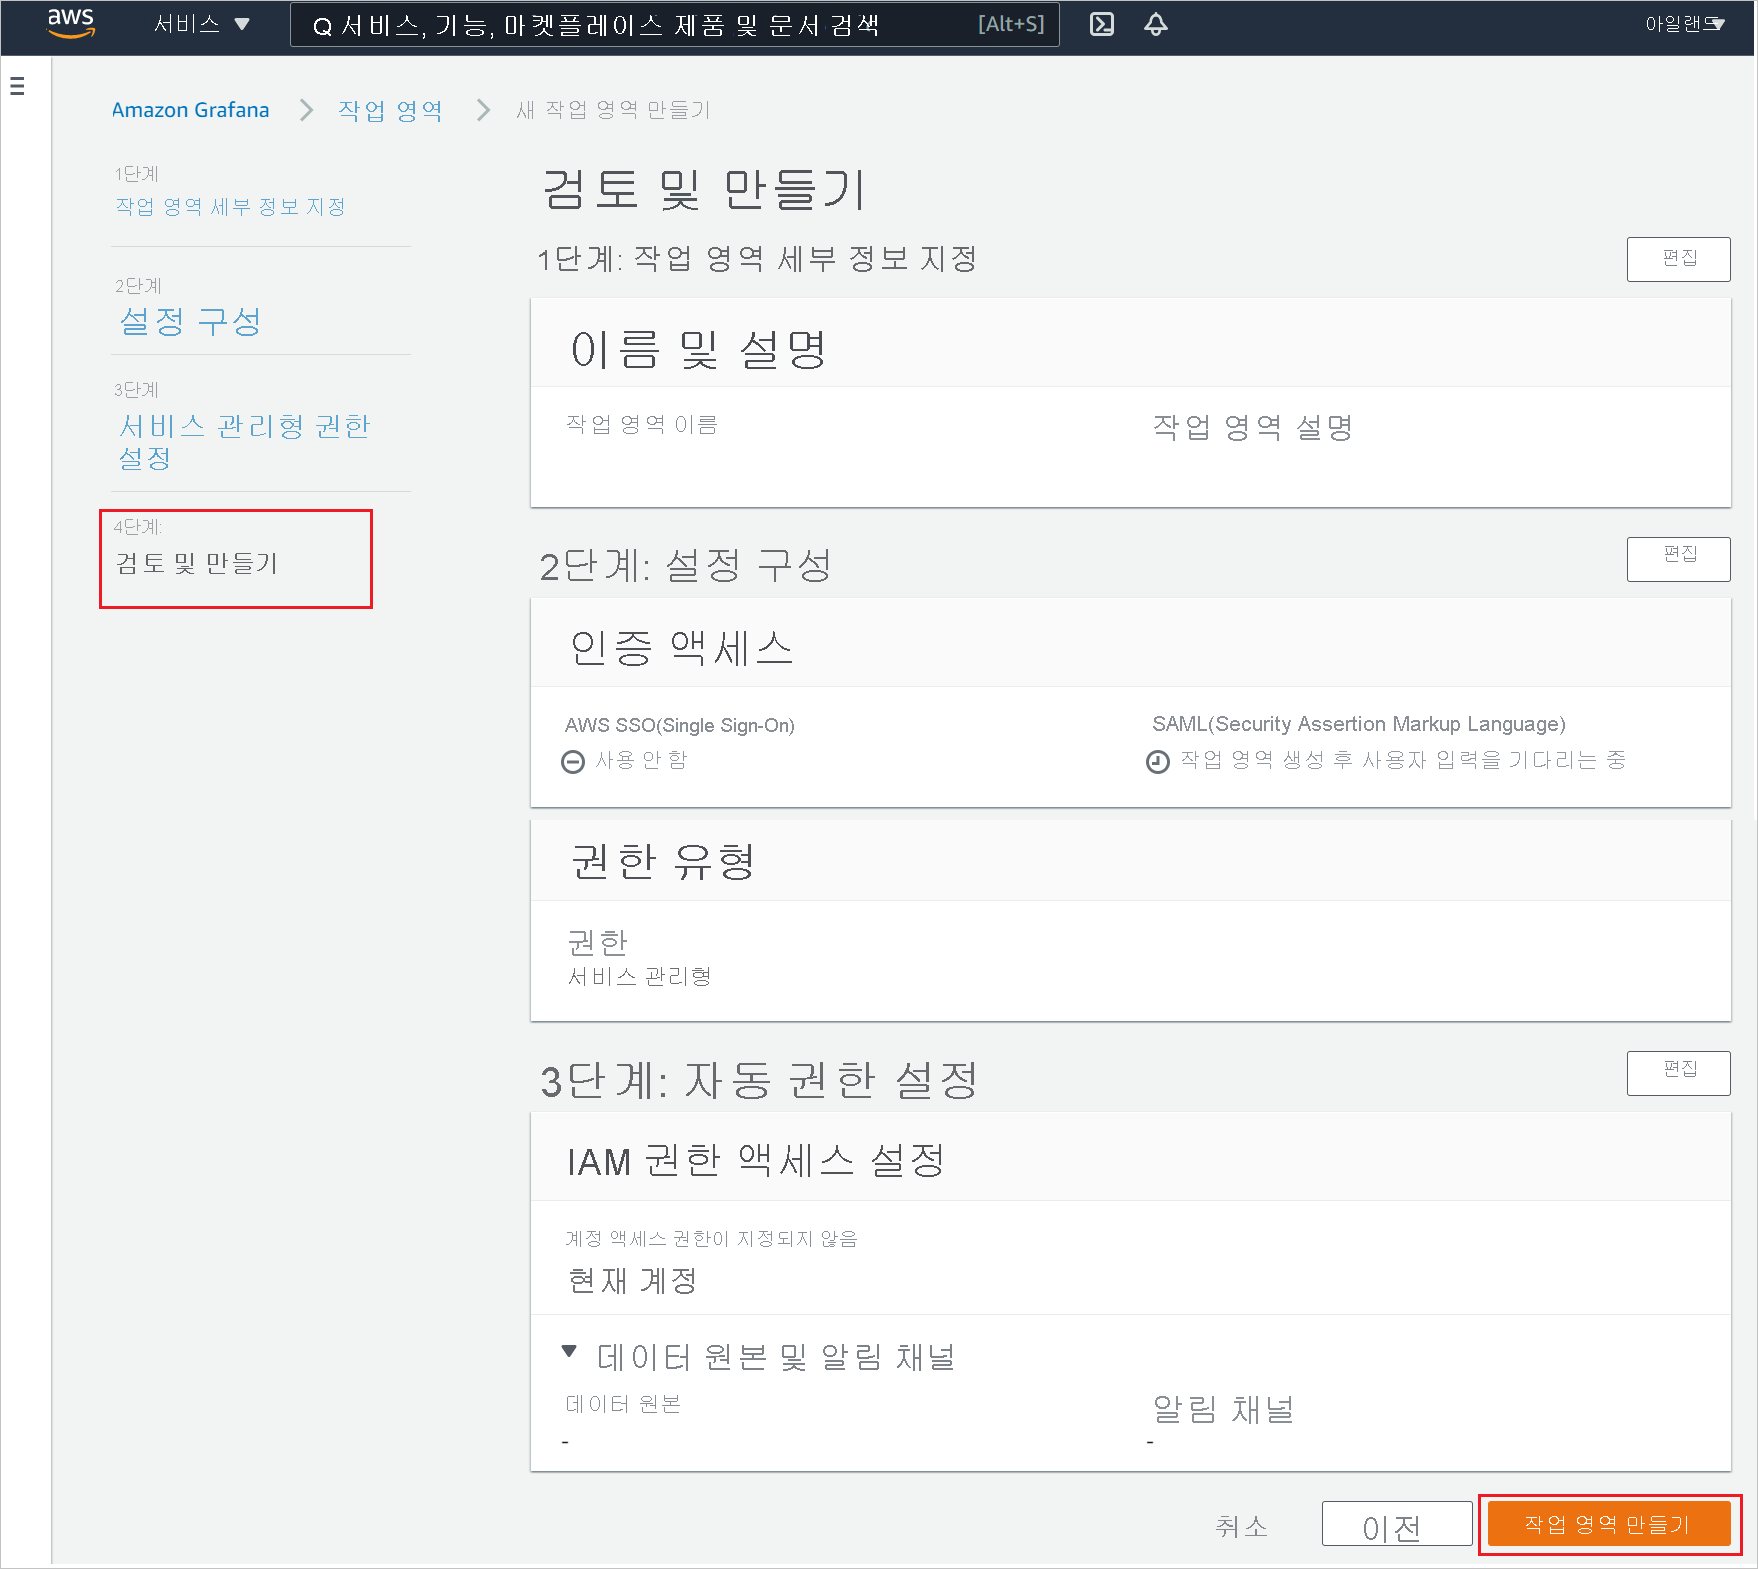 aws 서비스 Q 서비스, 기능, 마켓플레이스 제품 및 문서 검색 [Alt+S] 아일랜드
Amazon Grafana > 작업 영역 > 새 작업 영역 만들기
1단계
작업 영역 세부 정보 지정
2단계
설정 구성
3단계
서비스 관리형 권한
설정
4단계:
검토 및 만들기
검토 및 만들기
1단계: 작업 영역 세부 정보 지정
편집
이름 및 설명
작업 영역 이름
작업 영역 설명
2단계: 설정 구성
편집
인증 액세스
AWS SSO(Single Sign-On)
사용 안 함
SAML(Security Assertion Markup Language)
작업 영역 생성 후 사용자 입력을 기다리는 중
권한 유형
권한
서비스 관리형
3단계: 자동 권한 설정
편집
IAM 권한 액세스 설정
계정 액세스 권한이 지정되지 않음
현재 계정
데이터 원본 및 알림 채널
데이터 원본
-
알림 채널
-
취소
이전
작업 영역 만들기